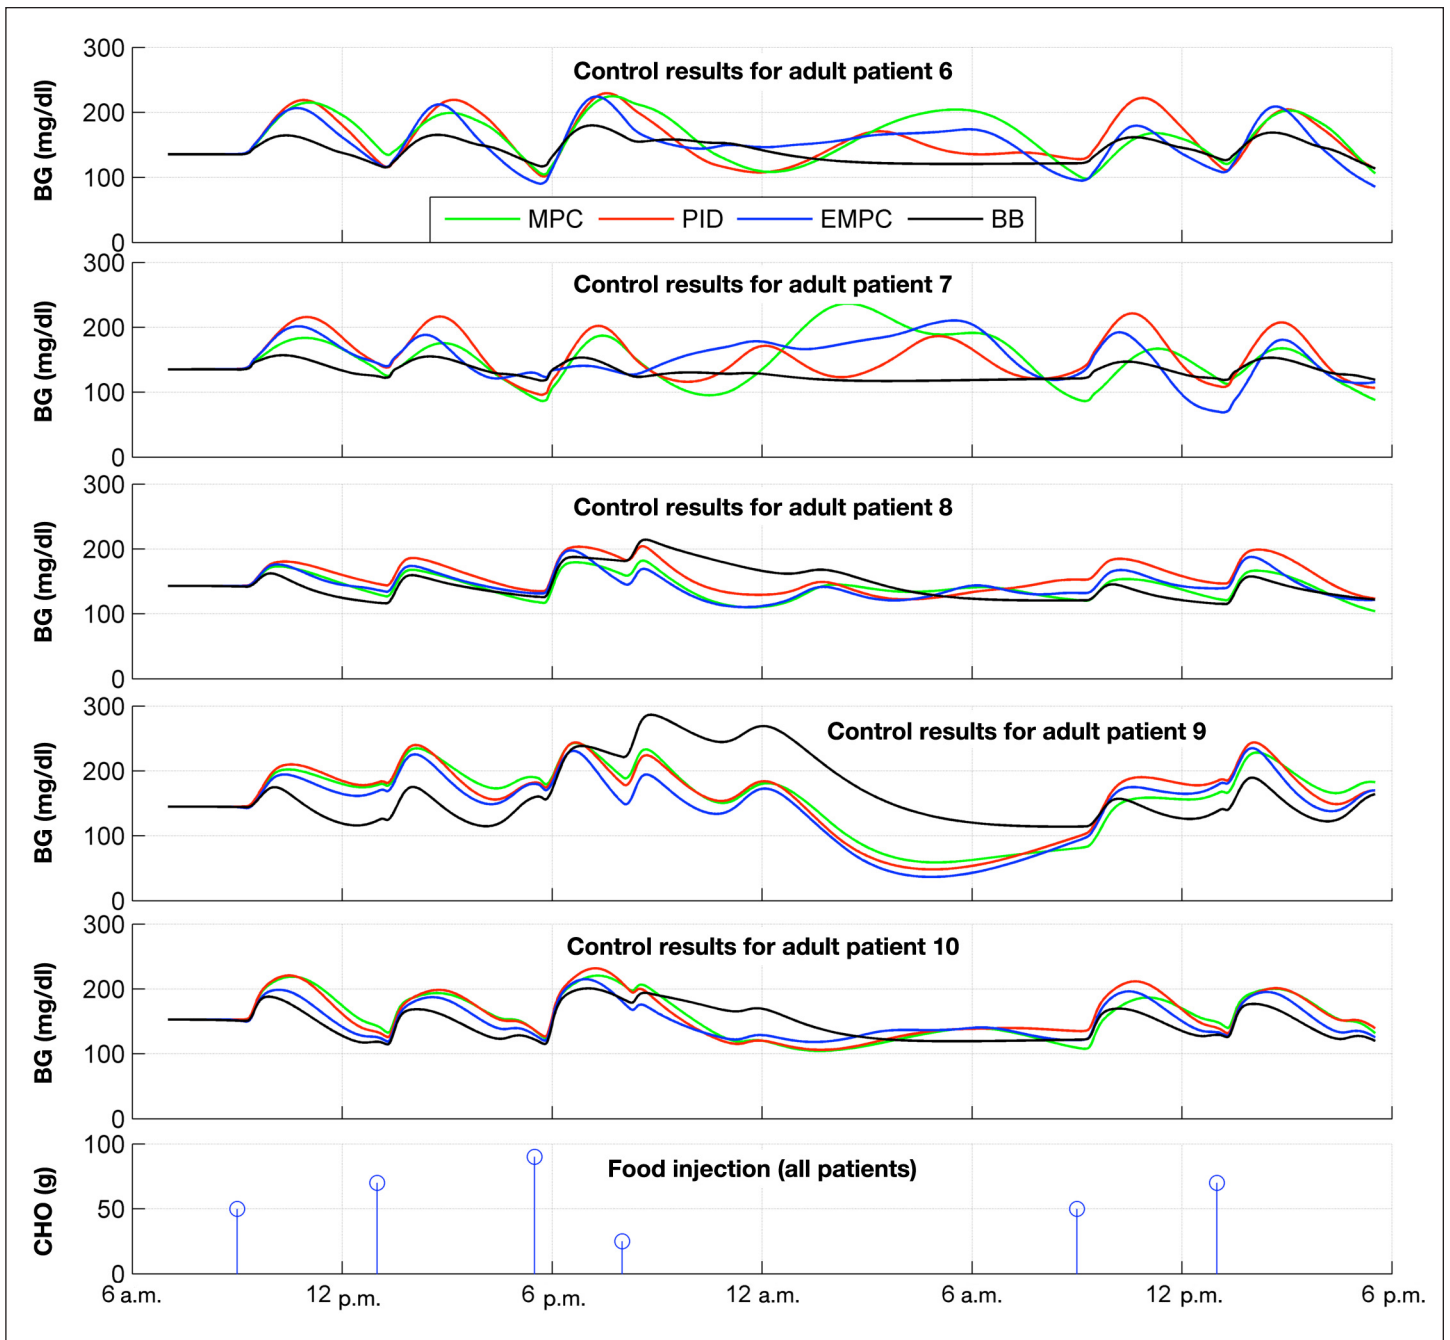 300
200
100
0
BG (mg/dl)
Control results for adult patient 6
MPC PID EMPC BB
300
200
100
0
BG (mg/dl)
Control results for adult patient 7
300
200
100
0
BG (mg/dl)
Control results for adult patient 8
300
200
100
0
BG (mg/dl)
Control results for adult patient 9
300
200
100
0
BG (mg/dl)
Control results for adult patient 10
100
50
0
CHO (g)
Food injection (all patients)
6 a.m. 12 p.m. 6 p.m. 12 a.m. 6 a.m. 12 p.m. 6 p.m.